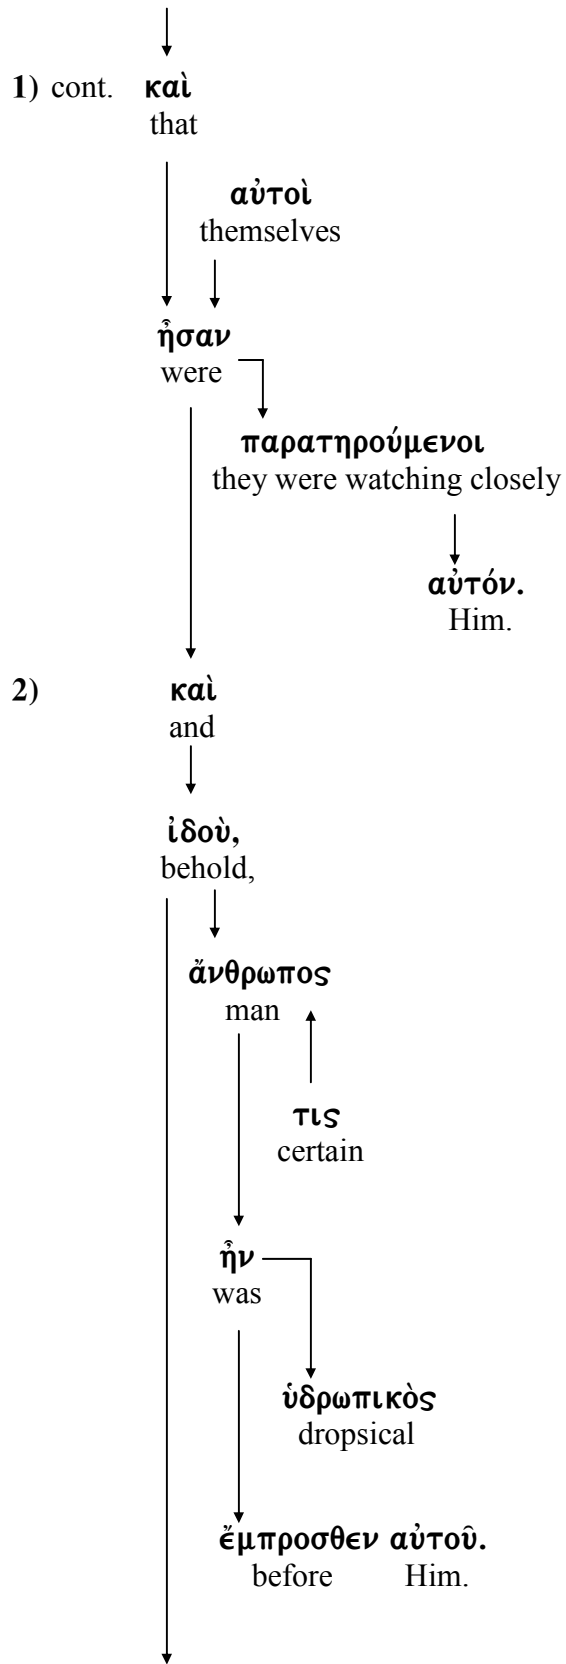 1) cont. καὶ
that
αὐτοὶ
themselves
ἦσαν
were
παρατηρούμενοι
they were watching closely
αὐτόν.
Him.
2) καὶ
and
ἰδοὺ,
behold,
ἄνθρωπος
man
τις
certain
ἦν
was
ὑδρωπικὸς
dropsical
ἔμπροσθεν αὐτοῦ.
before Him.